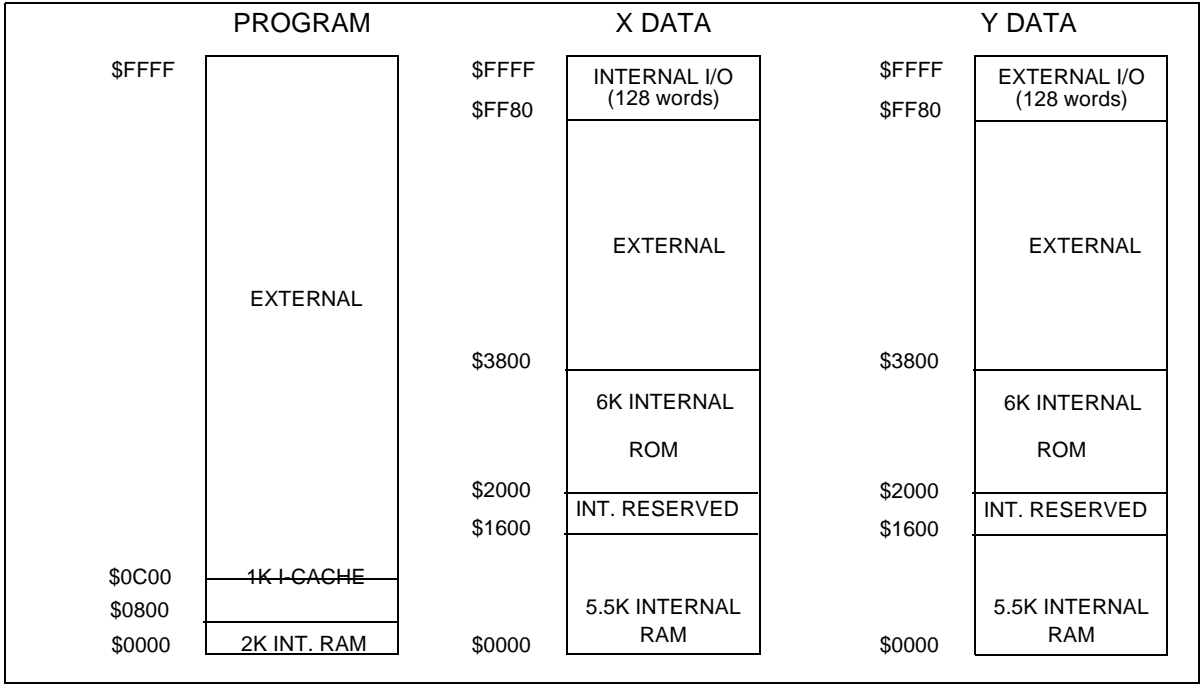 PROGRAM
X DATA
Y DATA
$FFFF
EXTERNAL
$0C00
1K I-CACHE
$0800
$0000
2K INT. RAM
$FFFF
INTERNAL I/O
(128 words)
$FF80
EXTERNAL
$3800
6K INTERNAL
ROM
$2000
INT. RESERVED
$1600
5.5K INTERNAL
RAM
$0000
$FFFF
EXTERNAL I/O
(128 words)
$FF80
EXTERNAL
$3800
6K INTERNAL
ROM
$2000
INT. RESERVED
$1600
5.5K INTERNAL
RAM
$0000